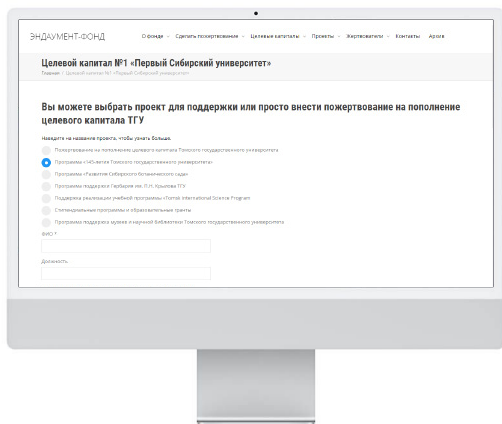 ЭНДАУМЕНТ-ФОНД
О фонде Сделать пожертвование Целевые капиталы Проекты Жертвователи Контакты Архив
Целевой капитал №1 «Первый Сибирский университет»
Главная / Целевой капитал №1 «Первый Сибирский университет»
Вы можете выбрать проект для поддержки или просто внести пожертвование на пополнение
целевого капитала ТГУ
Наведите на название проекта, чтобы узнать больше.
Пожертвование на пополнение целевого капитала Томского государственного университета
Программа «145-летия Томского государственного университета»
Программа «Развития Сибирского ботанического сада»
Программа поддержки Гербария им. П.Н. Крылова ТГУ
Поддержка реализации учебной программы «Tomsk International Science Program
Стипендиальные программы и образовательные гранты
Программа поддержки музеев и научной библиотеки Томского государственного университета
ФИО *
Должность